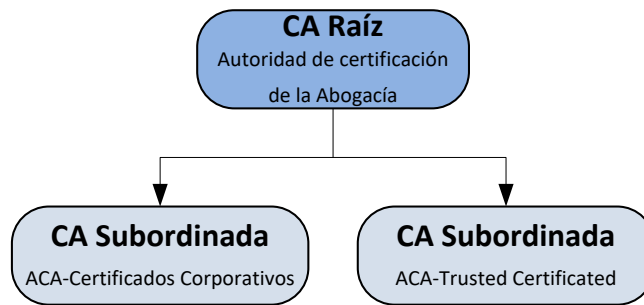 CA Raíz
Autoridad de certificación
de la Abogacía
CA Subordinada
ACA-Certificados Corporativos
CA Subordinada
ACA-Trusted Certificated